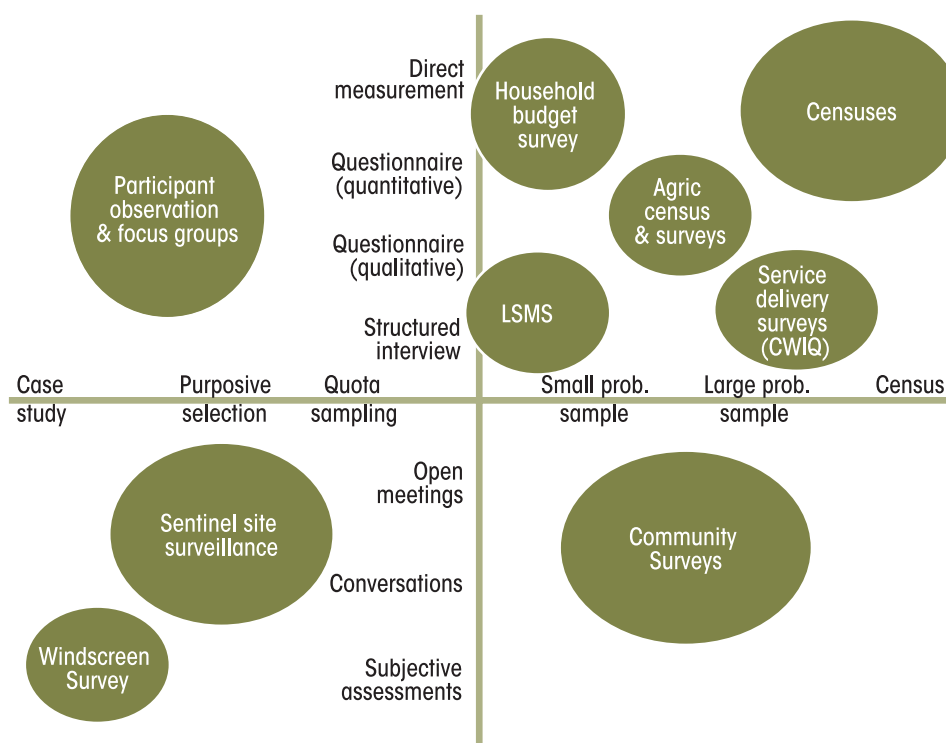 Direct
measurement
Household
budget
survey
Censuses
Participant
observation
& focus groups
Questionnaire
(quantitative)
Agric
census
& surveys
Questionnaire
(qualitative)
LSMS
Service
delivery
surveys
(CWIQ)
Structured
interview
Case
study
Purposive
selection
Quota
sampling
Small prob.
sample
Large prob.
sample
Census
Open
meetings
Sentinel site
surveillance
Community
Surveys
Conversations
Windscreen
Survey
Subjective
assessments